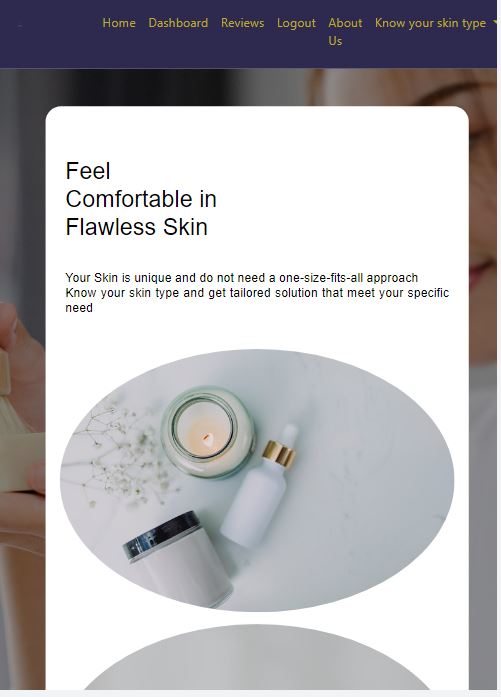 Home Dashboard Reviews Logout About Us Know your skin type
Feel
Comfortable in
Flawless Skin
Your Skin is unique and do not need a one-size-fits-all approach
Know your skin type and get tailored solution that meet your specific
need